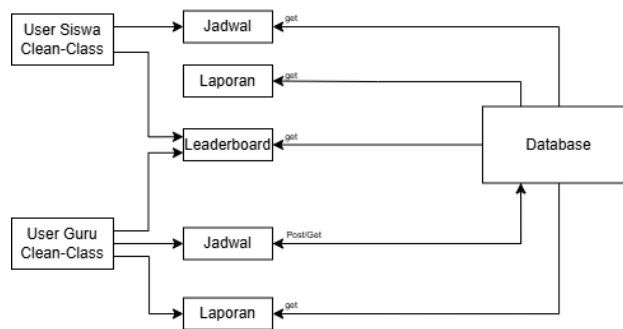 User Siswa
Clean-Class
Jadwal
get
Laporan
get
Leaderboard
get
Database
User Guru
Clean-Class
Jadwal
Post/Get
Laporan
get